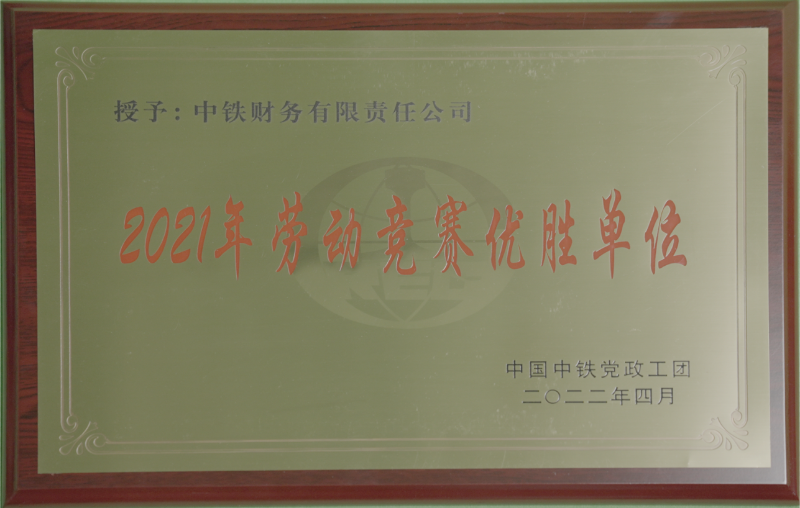 授予：中铁财务有限责任公司
2021年劳动竞赛优胜单位
中国中铁党政工团
二〇二二年四月